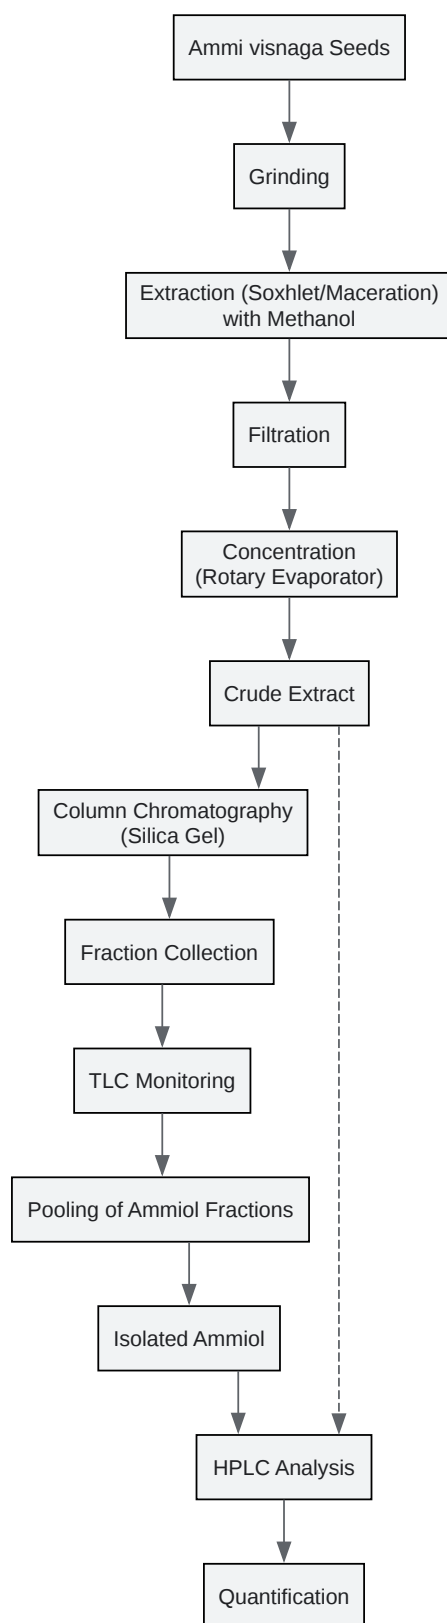 Ammi visnaga Seeds
Grinding
Extraction (Soxhlet/Maceration)
with Methanol
Filtration
Concentration
(Rotary Evaporator)
Crude Extract
Column Chromatography
(Silica Gel)
Fraction Collection
TLC Monitoring
Pooling of Ammiol Fractions
Isolated Ammiol
HPLC Analysis
Quantification